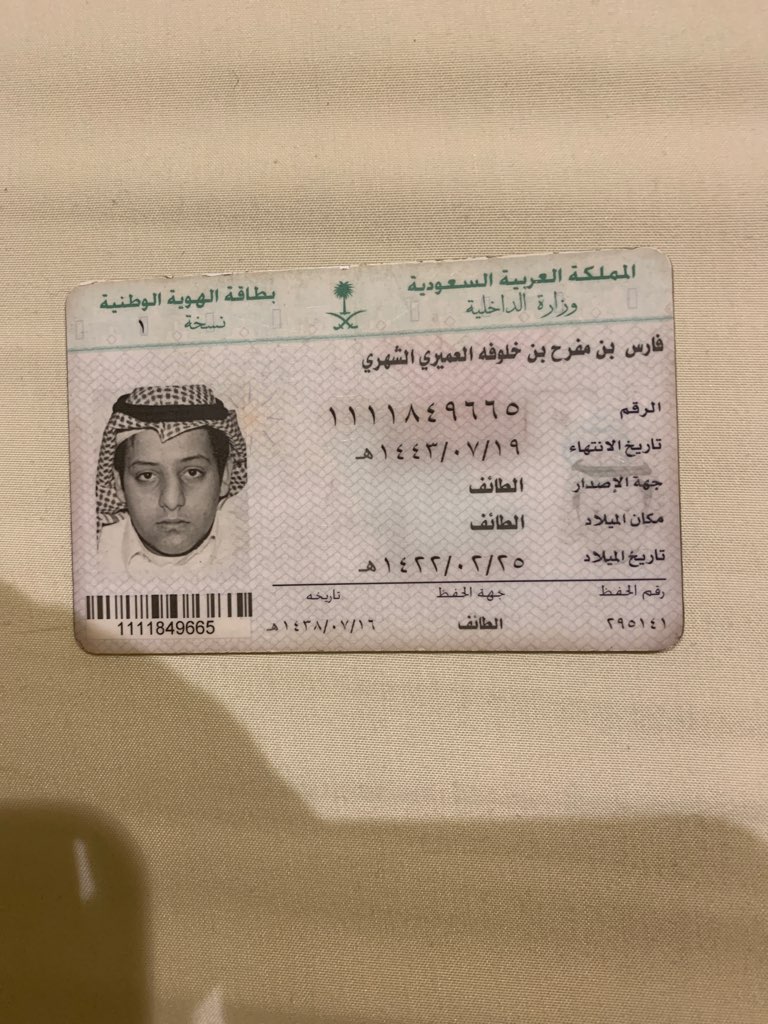 المملكة العربية السعودية
وزارة الداخلية
بطاقة الهوية الوطنية
نسخة ١
فارس بن مفرح بن خلوفه العميري الشهري
الرقم ١١١١٨٤٩٦٦٥
تاريخ الانتهاء ١٤٤٣/٠٧/١٩هـ
جهة الإصدار الطائف
مكان الميلاد الطائف
تاريخ الميلاد ١٤٢٢/٠٢/٢٥هـ
رقم الحفظ جهة الحفظ تاريخه
٢٩٥١٤١ الطائف ١٤٣٨/٠٧/١٦هـ
1111849665